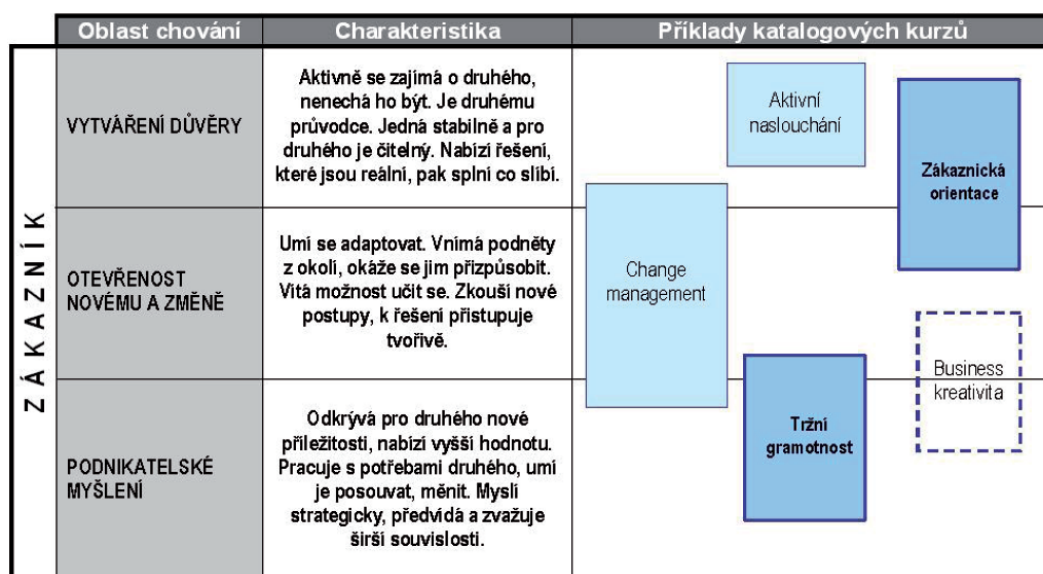 Oblast chování
Charakteristika
Příklady katalogových kurzů
ZÁKAZNÍK
VYTVÁŘENÍ DŮVĚRY
Aktivně se zajímá o druhého,
nenechá ho být. Je druhému
průvodce. Jedná stabilně a pro
druhého je čitelný. Nabízí řešení,
které jsou reální, pak splní co slíbí.
Aktivní
naslouchání
Zákaznická
orientace
OTEVŘENOST
NOVÉMU A ZMĚNĚ
Umí se adaptovat. Vnímá podněty
z okolí, okáže se jim přizpůsobit.
Vítá možnost učit se. Zkouší nové
postupy, k řešení přistupuje
tvořivě.
Change
management
Business
kreativita
PODNIKATELSKÉ
MYŠLENÍ
Odkrývá pro druhého nové
příležitosti, nabízí vyšší hodnotu.
Pracuje s potřebami druhého, umí
je posouvat, měnit. Myslí
strategicky, předvídá a zvažuje
širší souvislosti.
Tržní
gramotnost